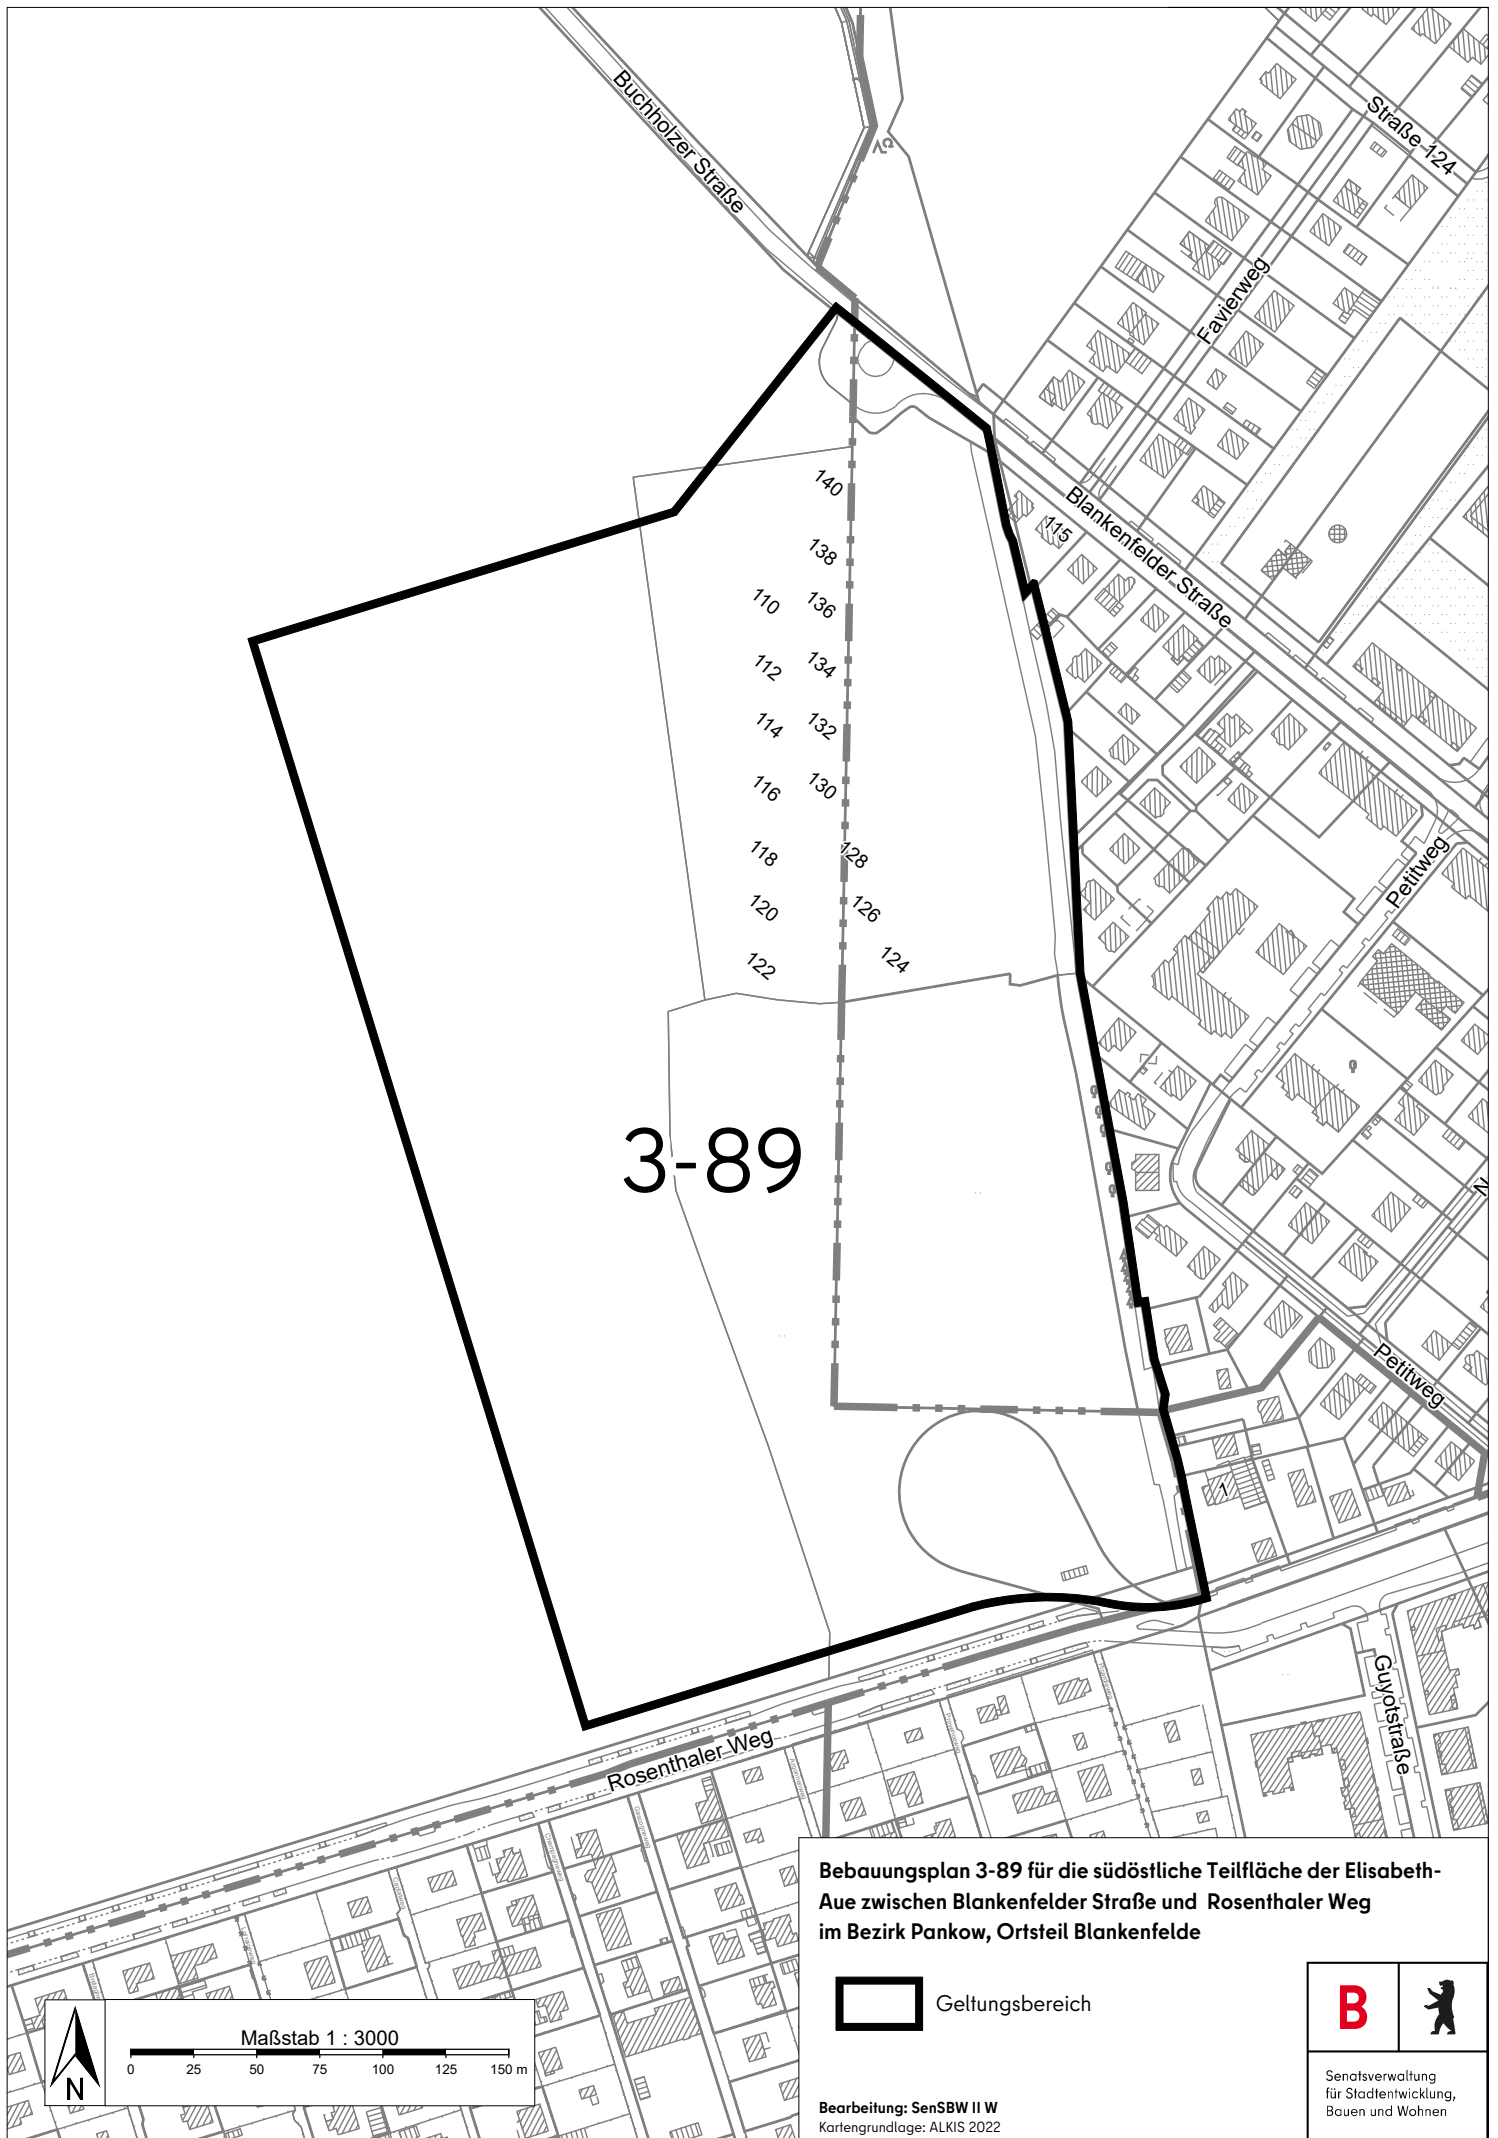 Buchholzer Straße
Straße 124
Favierweg
Blankenfelder Straße
115
140
138
110
136
112
134
114
132
116
130
118
128
120
126
122
124
Petitweg
3-89
N
Petitweg
1
Guyotstraße
Rosenthaler Weg
Bebauungsplan 3-89 für die südöstliche Teilfläche der Elisabeth-
Aue zwischen Blankenfelder Straße und Rosenthaler Weg
im Bezirk Pankow, Ortsteil Blankenfelde
Geltungsbereich
B
Senatsverwaltung
für Stadtentwicklung,
Bauen und Wohnen
Bearbeitung: SenSBW II W
Kartengrundlage: ALKIS 2022
N
Maßstab 1 : 3000
0 25 50 75 100 125 150 m